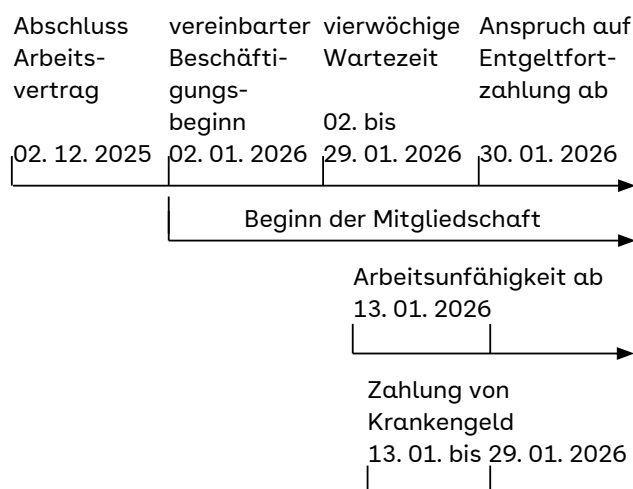 Abschluss
Arbeits-
vertrag
02. 12. 2025
vereinbarter
Beschäfti-
gungs-
beginn
02. 01. 2026
vierwöchige
Wartezeit
02. bis
29. 01. 2026
Anspruch auf
Entgeltfort-
zahlung ab
30. 01. 2026
Beginn der Mitgliedschaft
Arbeitsunfähigkeit ab
13. 01. 2026
Zahlung von
Krankengeld
13. 01. bis 29. 01. 2026